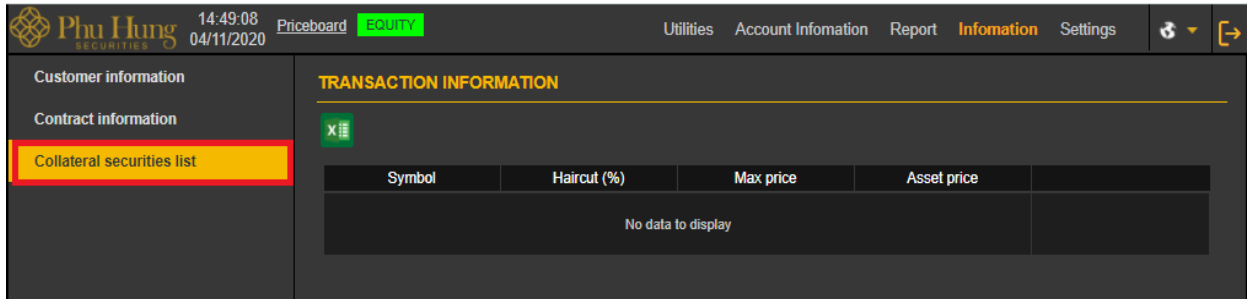 Phu Hung
SECURITIES
14:49:08
04/11/2020
Priceboard
EQUITY
Utilities
Account Infomation
Report
Infomation
Settings
Customer information
Contract information
Collateral securities list
TRANSACTION INFORMATION
Symbol Haircut (%) Max price Asset price
No data to display